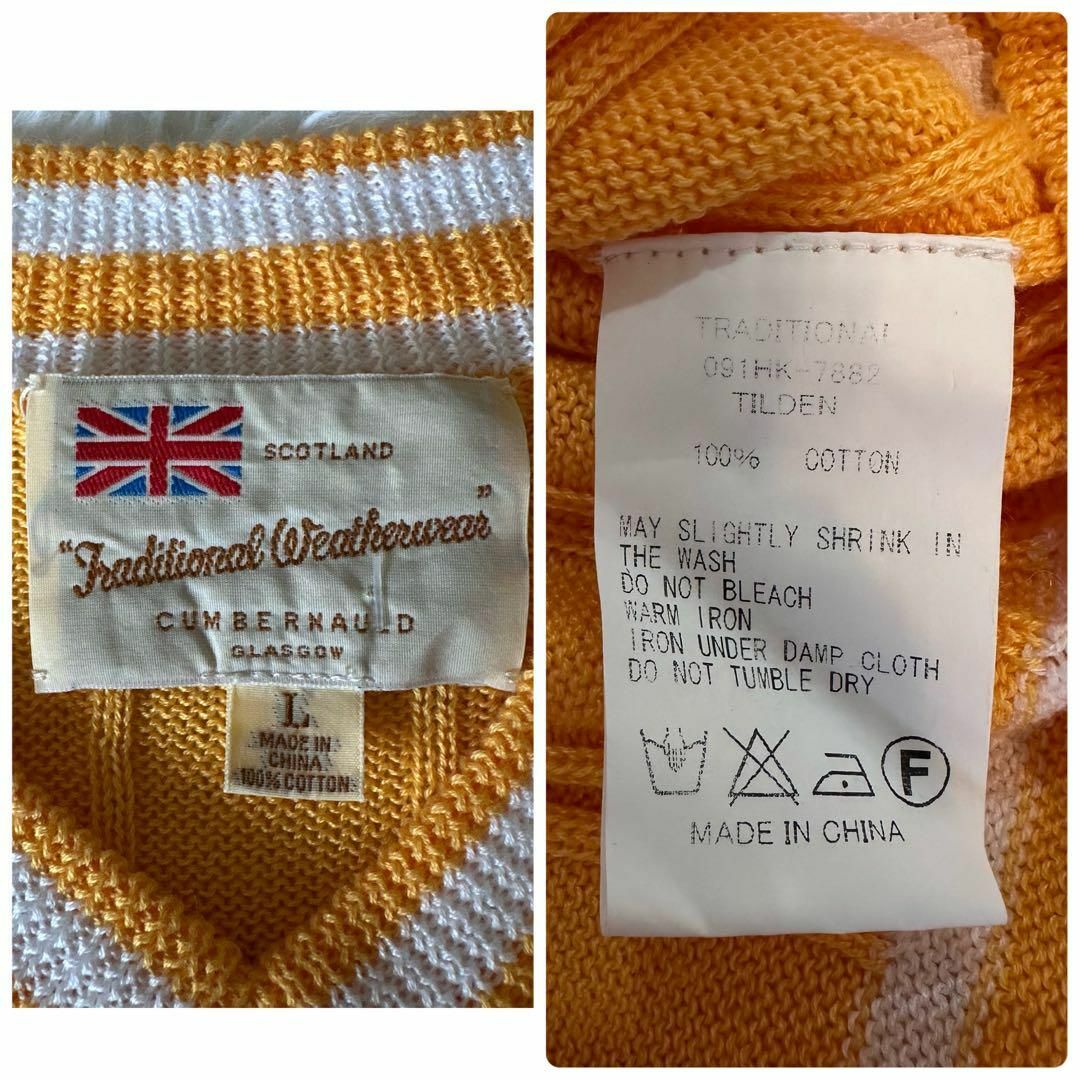 SCOTLAND
"Traditional Weatherwear"
CUMBERNAULD
GLASGOW
L
MADE IN
CHINA
100% COTTON
TRADITIONAL
091HK-7882
TILDEN
100% COTTON
MAY SLIGHTLY SHRINK IN
THE WASH
DO NOT BLEACH
WARM IRON
IRON UNDER DAMP CLOTH
DO NOT TUMBLE DRY
F
MADE IN CHINA